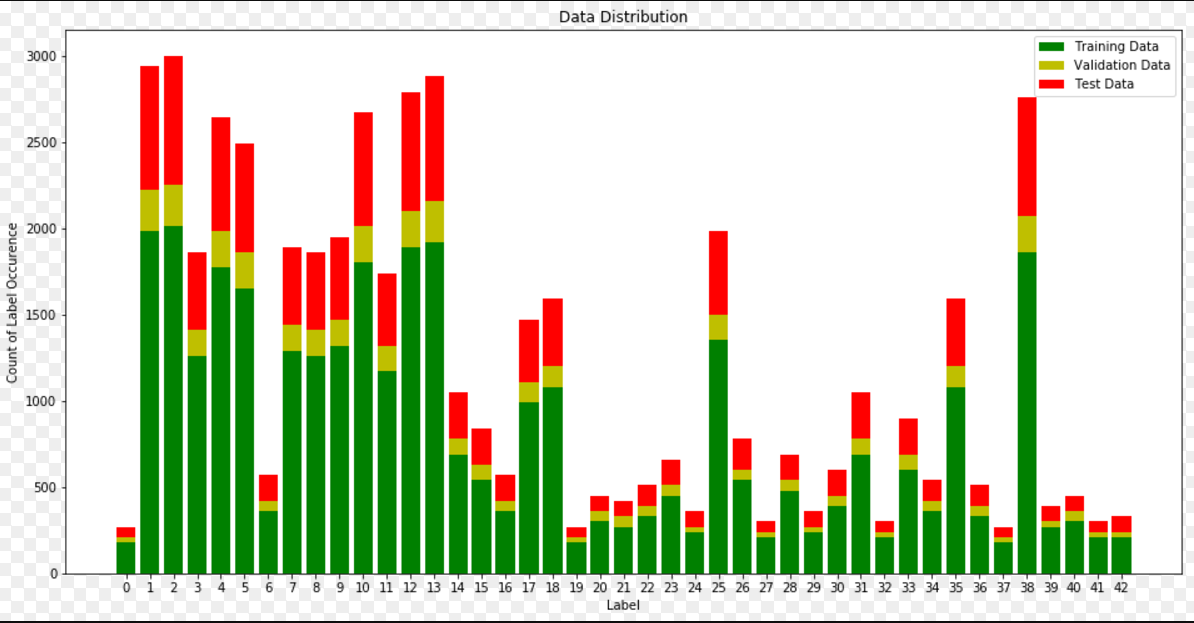 Data Distribution
Training Data
Validation Data
Test Data
3000
2500
2000
1500
1000
500
0
Count of Label Occurence
0 1 2 3 4 5 6 7 8 9 10 11 12 13 14 15 16 17 18 19 20 21 22 23 24 25 26 27 28 29 30 31 32 33 34 35 36 37 38 39 40 41 42
Label